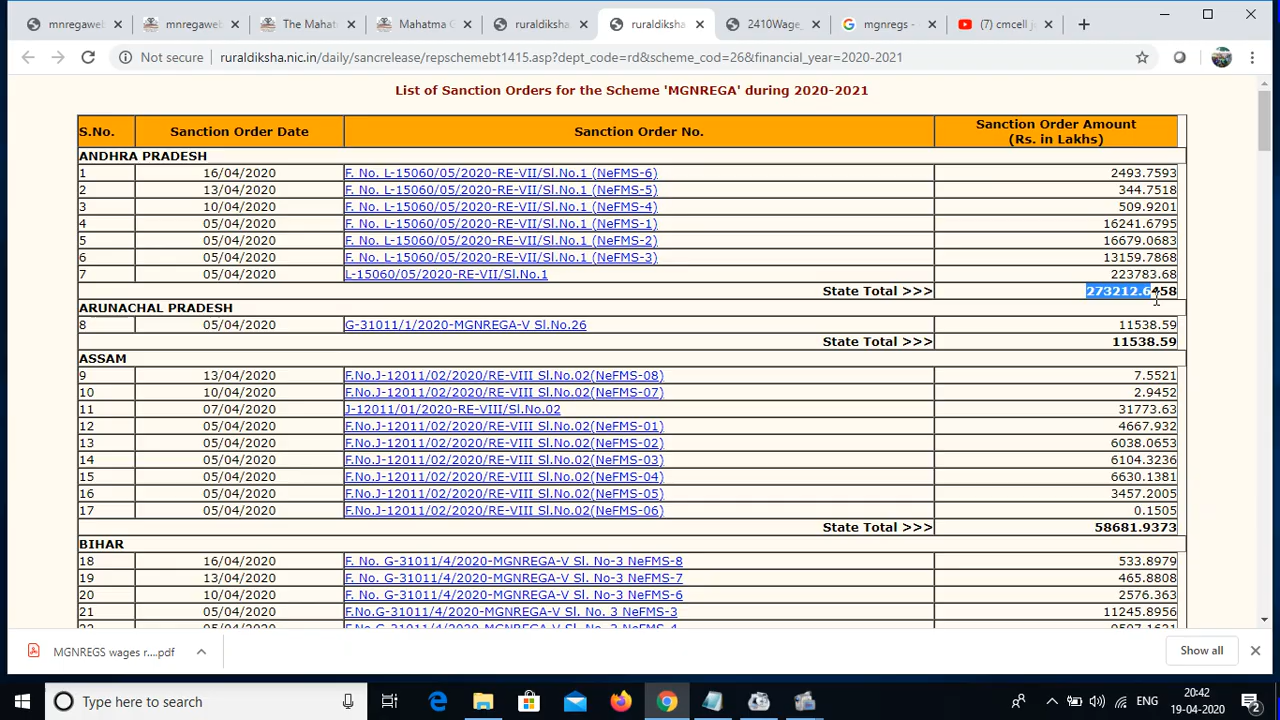 mnregaweb
mnregaweb
The Mahat
Mahatma G
ruraldiksha
ruraldiksha
2410Wage_
mgnregs -
(7) cmcell j
Not secure ruraldiksha.nic.in/daily/sancrelease/repschemebt1415.asp?dept_code=rd&scheme_cod=26&financial_year=2020-2021
List of Sanction Orders for the Scheme 'MGNREGA' during 2020-2021
S.No. Sanction Order Date Sanction Order No. Sanction Order Amount
(Rs. in Lakhs)
ANDHRA PRADESH
1 16/04/2020 F. No. L-15060/05/2020-RE-VII/Sl.No.1 (NeFMS-6) 2493.7593
2 13/04/2020 F. No. L-15060/05/2020-RE-VII/Sl.No.1 (NeFMS-5) 344.7518
3 10/04/2020 F. No. L-15060/05/2020-RE-VII/Sl.No.1 (NeFMS-4) 509.9201
4 05/04/2020 F. No. L-15060/05/2020-RE-VII/Sl.No.1 (NeFMS-1) 16241.6795
5 05/04/2020 F. No. L-15060/05/2020-RE-VII/Sl.No.1 (NeFMS-2) 16679.0683
6 05/04/2020 F. No. L-15060/05/2020-RE-VII/Sl.No.1 (NeFMS-3) 13159.7868
7 05/04/2020 L-15060/05/2020-RE-VII/Sl.No.1 223783.68
State Total >>> 273212.6458
ARUNACHAL PRADESH
8 05/04/2020 G-31011/1/2020-MGNREGA-V Sl.No.26 11538.59
State Total >>> 11538.59
ASSAM
9 13/04/2020 F.No.J-12011/02/2020/RE-VIII Sl.No.02(NeFMS-08) 7.5521
10 10/04/2020 F.No.J-12011/02/2020/RE-VIII Sl.No.02(NeFMS-07) 2.9452
11 07/04/2020 J-12011/01/2020-RE-VIII/Sl.No.02 31773.63
12 05/04/2020 F.No.J-12011/02/2020/RE-VIII Sl.No.02(NeFMS-01) 4667.932
13 05/04/2020 F.No.J-12011/02/2020/RE-VIII Sl.No.02(NeFMS-02) 6038.0653
14 05/04/2020 F.No.J-12011/02/2020/RE-VIII Sl.No.02(NeFMS-03) 6104.3236
15 05/04/2020 F.No.J-12011/02/2020/RE-VIII Sl.No.02(NeFMS-04) 6630.1381
16 05/04/2020 F.No.J-12011/02/2020/RE-VIII Sl.No.02(NeFMS-05) 3457.2005
17 05/04/2020 F.No.J-12011/02/2020/RE-VIII Sl.No.02(NeFMS-06) 0.1505
State Total >>> 58681.9373
BIHAR
18 16/04/2020 F. No. G-31011/4/2020-MGNREGA-V Sl. No-3 NeFMS-8 533.8979
19 13/04/2020 F. No. G-31011/4/2020-MGNREGA-V Sl. No-3 NeFMS-7 465.8808
20 10/04/2020 F. No. G-31011/4/2020-MGNREGA-V Sl. No-3 NeFMS-6 2576.363
21 05/04/2020 F.No.G-31011/4/2020-MGNREGA-V Sl. No. 3 NeFMS-3 11245.8956
MGNREGS wages r....pdf
Show all
Type here to search
ENG
20:42
19-04-2020
2